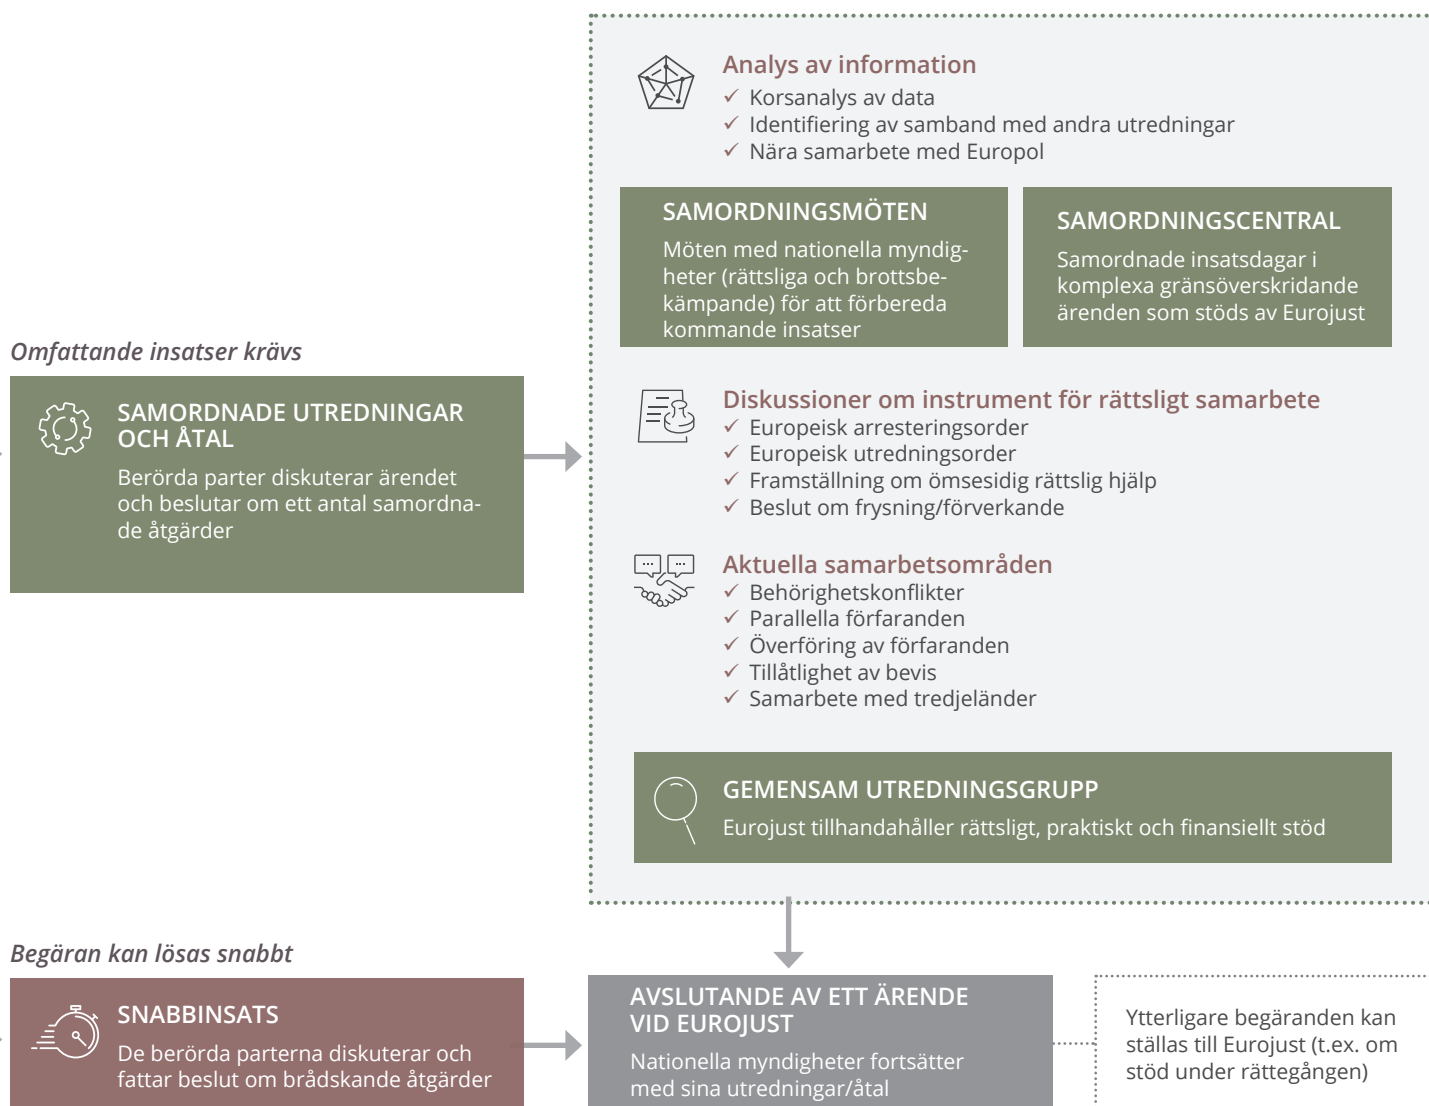 Omfattande insatser krävs
SAMORDNADE UTREDNINGAR
OCH ÅTAL
Berörda parter diskuterar ärendet
och beslutar om ett antal samordna-
de åtgärder
Analys av information
✓ Korsanalys av data
✓ Identifiering av samband med andra utredningar
✓ Nära samarbete med Europol
SAMORDNINGSMÖTEN
Möten med nationella myndig-
heter (rättsliga och brottsbe-
kämpande) för att förbereda
kommande insatser
SAMORDNINGSCENTRAL
Samordnade insatsdagar i
komplexa gränsöverskridande
ärenden som stöds av Eurojust
Diskussioner om instrument för rättsligt samarbete
✓ Europeisk arresteringsorder
✓ Europeisk utredningsorder
✓ Framställning om ömsesidig rättslig hjälp
✓ Beslut om frysning/förverkande
Aktuella samarbetsområden
✓ Behörighetskonflikter
✓ Parallella förfaranden
✓ Överföring av förfaranden
✓ Tillåtlighet av bevis
✓ Samarbete med tredjeländer
GEMENSAM UTREDNINGSGRUPP
Eurojust tillhandahåller rättsligt, praktiskt och finansiellt stöd
Begäran kan lösas snabbt
SNABBINSATS
De berörda parterna diskuterar och
fattar beslut om brådskande åtgärder
AVSLUTANDE AV ETT ÄRENDE
VID EUROJUST
Nationella myndigheter fortsätter
med sina utredningar/åtal
Ytterligare begäranden kan
ställas till Eurojust (t.ex. om
stöd under rättegången)